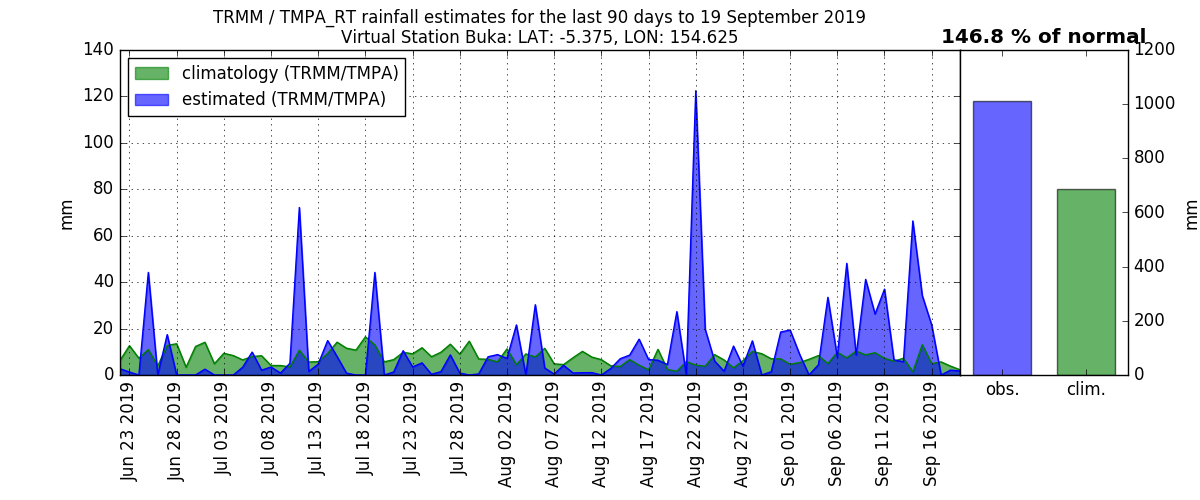 TRMM / TMPA_RT rainfall estimates for the last 90 days to 19 September 2019
Virtual Station Buka: LAT: -5.375, LON: 154.625
146.8 % of normal
climatology (TRMM/TMPA)
estimated (TRMM/TMPA)
mm
140
120
100
80
60
40
20
0
Jun 23 2019
Jun 28 2019
Jul 03 2019
Jul 08 2019
Jul 13 2019
Jul 18 2019
Jul 23 2019
Jul 28 2019
Aug 02 2019
Aug 07 2019
Aug 12 2019
Aug 17 2019
Aug 22 2019
Aug 27 2019
Sep 01 2019
Sep 06 2019
Sep 11 2019
Sep 16 2019
1200
1000
800
600
400
200
0
mm
obs.
clim.